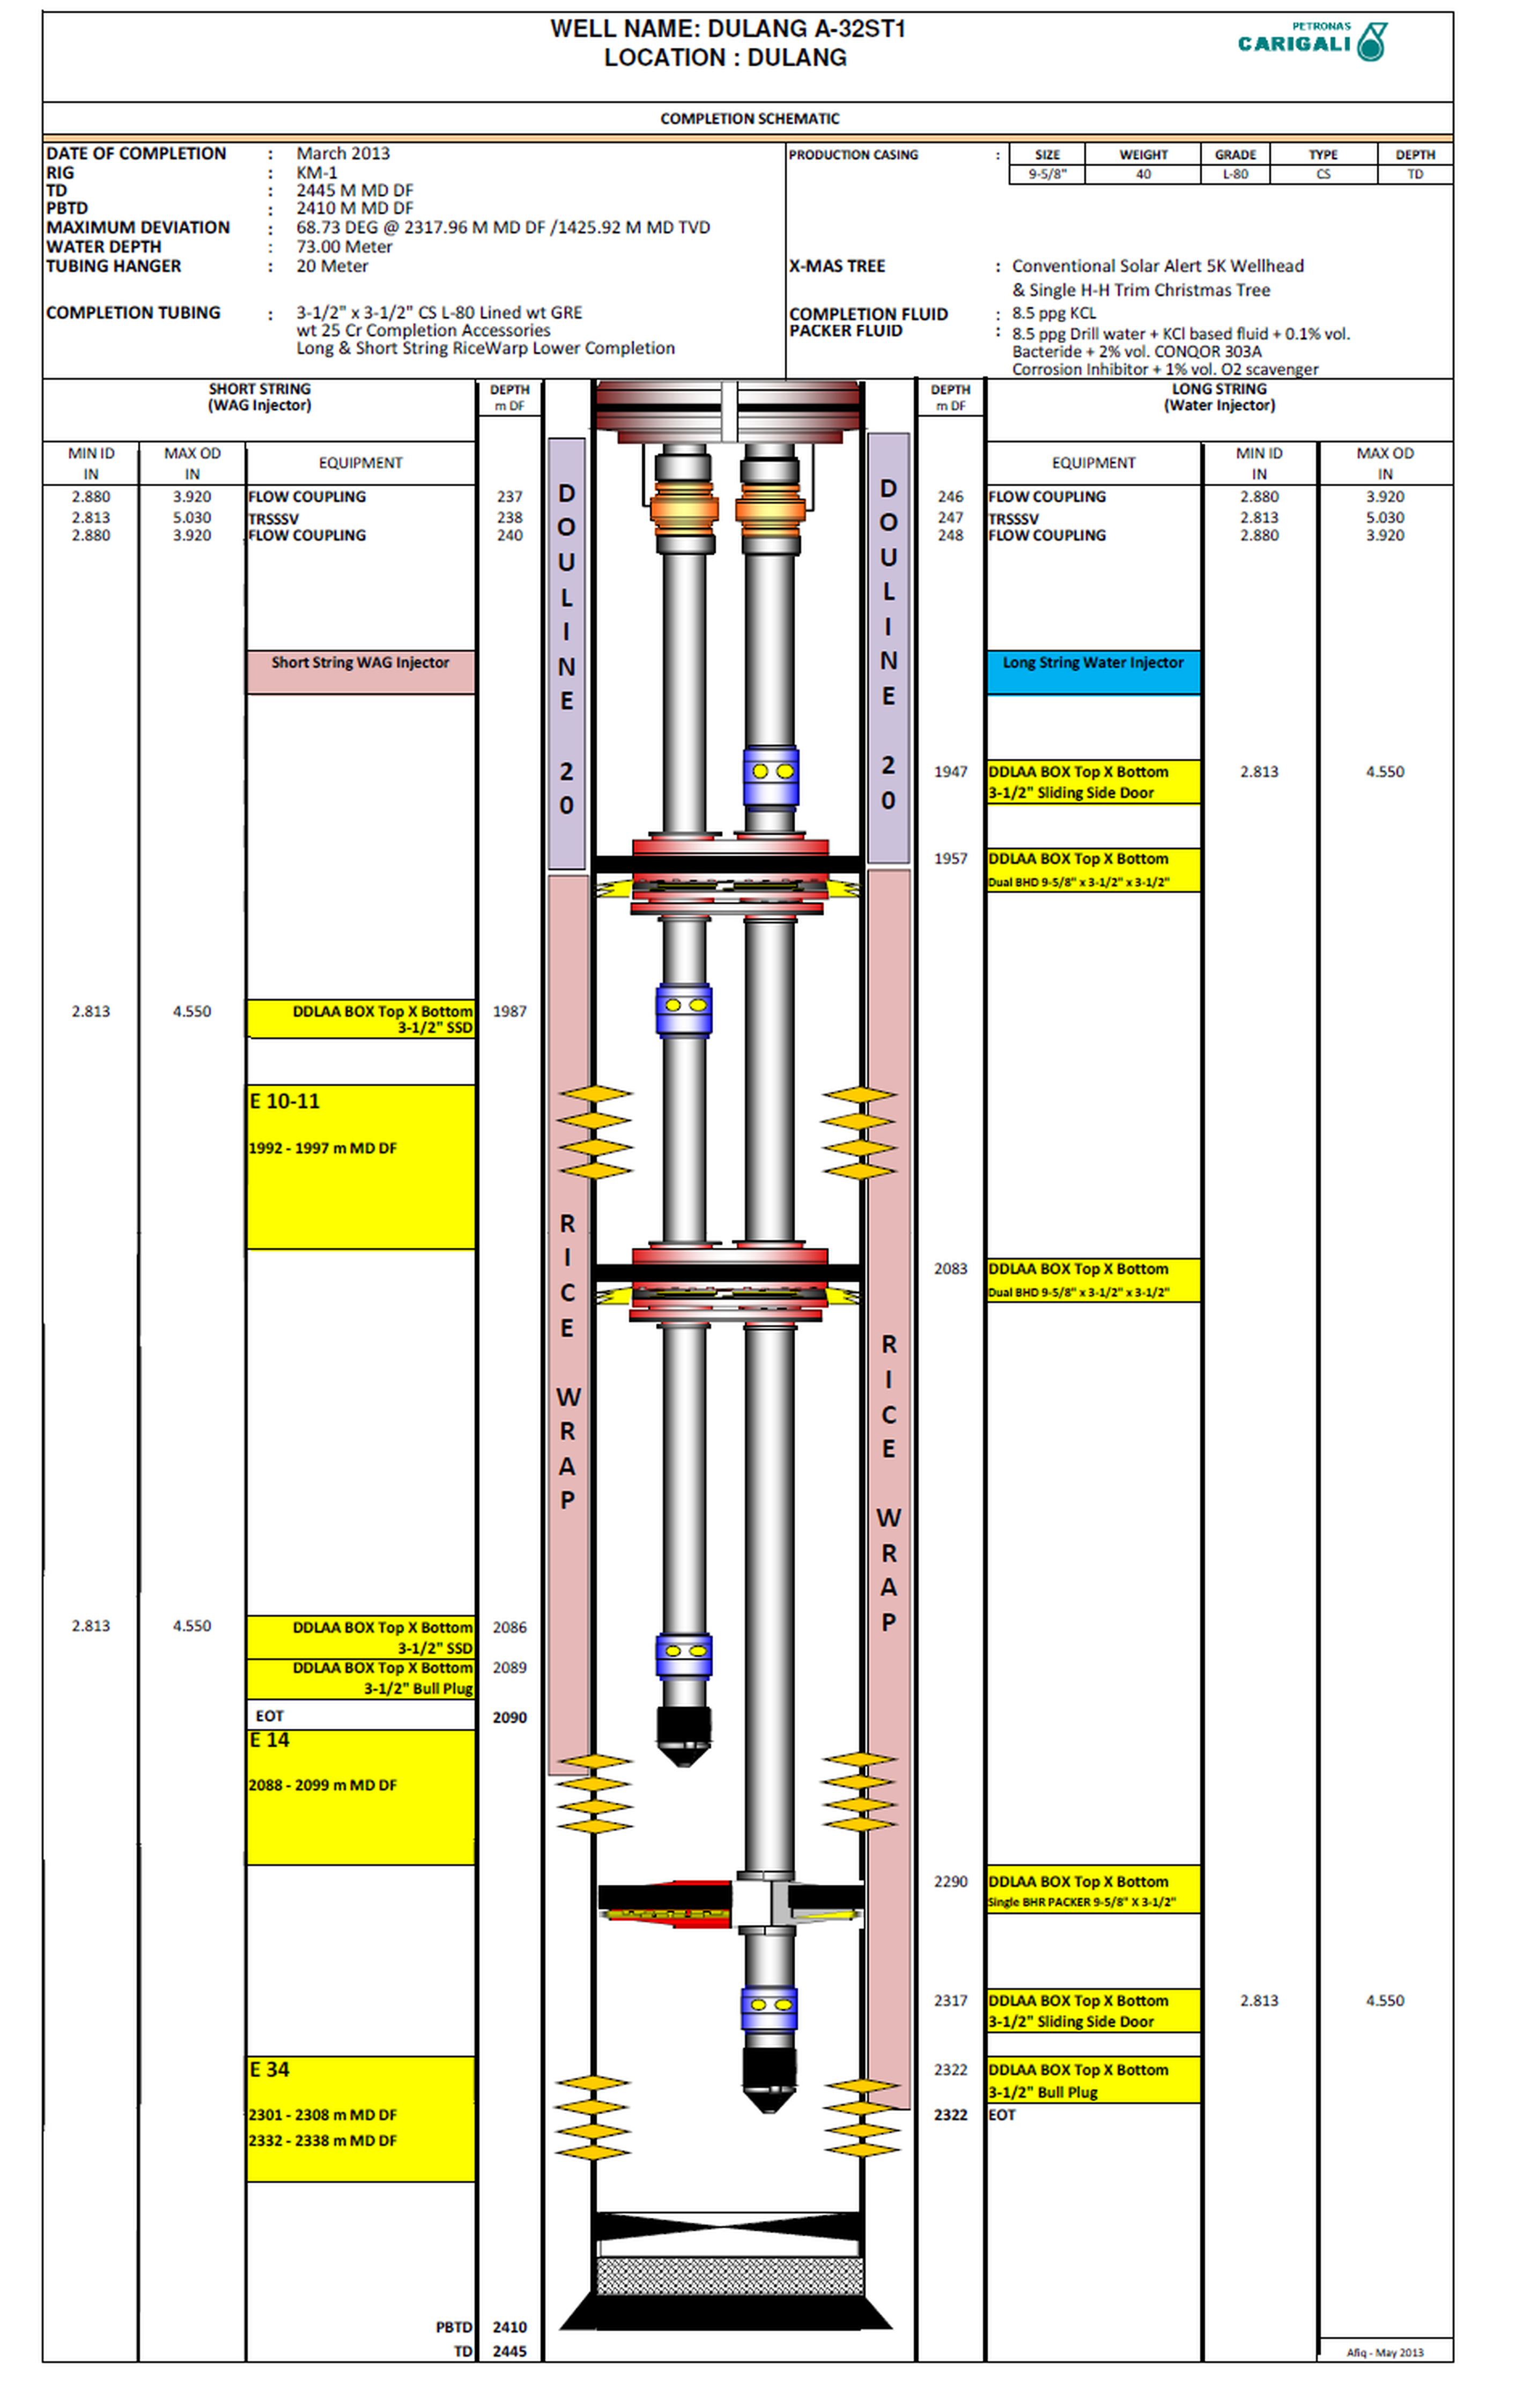 WELL NAME: DULANG A-32ST1
LOCATION : DULANG
PETRONAS
CARIGALI
COMPLETION SCHEMATIC
DATE OF COMPLETION : March 2013
RIG : KM-1
TD : 2445 M MD DF
PBTD : 2410 M MD DF
MAXIMUM DEVIATION : 68.73 DEG @ 2317.96 M MD DF /1425.92 M MD TVD
WATER DEPTH : 73.00 Meter
TUBING HANGER : 20 Meter
COMPLETION TUBING : 3-1/2" x 3-1/2" CS L-80 Lined wt GRE
wt 25 Cr Completion Accessories
Long & Short String RiceWarp Lower Completion
PRODUCTION CASING : SIZE WEIGHT GRADE TYPE DEPTH
9-5/8" 40 L-80 CS TD
X-MAS TREE : Conventional Solar Alert 5K Wellhead
& Single H-H Trim Christmas Tree
COMPLETION FLUID : 8.5 ppg KCL
PACKER FLUID : 8.5 ppg Drill water + KCl based fluid + 0.1% vol.
Bacteride + 2% vol. CONQOR 303A
Corrosion Inhibitor + 1% vol. O2 scavenger
SHORT STRING
(WAG Injector)
DEPTH
m DF
MIN ID
IN
MAX OD
IN
EQUIPMENT
2.880 3.920 FLOW COUPLING 237
2.813 5.030 TRSSSV 238
2.880 3.920 FLOW COUPLING 240
Short String WAG Injector
2.813 4.550 DDLAA BOX Top X Bottom 1987
3-1/2" SSD
E 10-11
1992 - 1997 m MD DF
2.813 4.550 DDLAA BOX Top X Bottom 2086
3-1/2" SSD
DDLAA BOX Top X Bottom 2089
3-1/2" Bull Plug
EOT 2090
E 14
2088 - 2099 m MD DF
E 34
2301 - 2308 m MD DF
2332 - 2338 m MD DF
PBTD 2410
TD 2445
DOULINE 20
RICE WRAP
DOULINE 20
RICE WRAP
DEPTH
m DF
LONG STRING
(Water Injector)
EQUIPMENT
MIN ID
IN
MAX OD
IN
246 FLOW COUPLING 2.880 3.920
247 TRSSSV 2.813 5.030
248 FLOW COUPLING 2.880 3.920
Long String Water Injector
1947 DDLAA BOX Top X Bottom 2.813 4.550
3-1/2" Sliding Side Door
1957 DDLAA BOX Top X Bottom
Dual BHD 9-5/8" x 3-1/2" x 3-1/2"
2083 DDLAA BOX Top X Bottom
Dual BHD 9-5/8" x 3-1/2" x 3-1/2"
2290 DDLAA BOX Top X Bottom
Single BHR PACKER 9-5/8" X 3-1/2"
2317 DDLAA BOX Top X Bottom 2.813 4.550
3-1/2" Sliding Side Door
2322 DDLAA BOX Top X Bottom
3-1/2" Bull Plug
2322 EOT
Afiq - May 2013